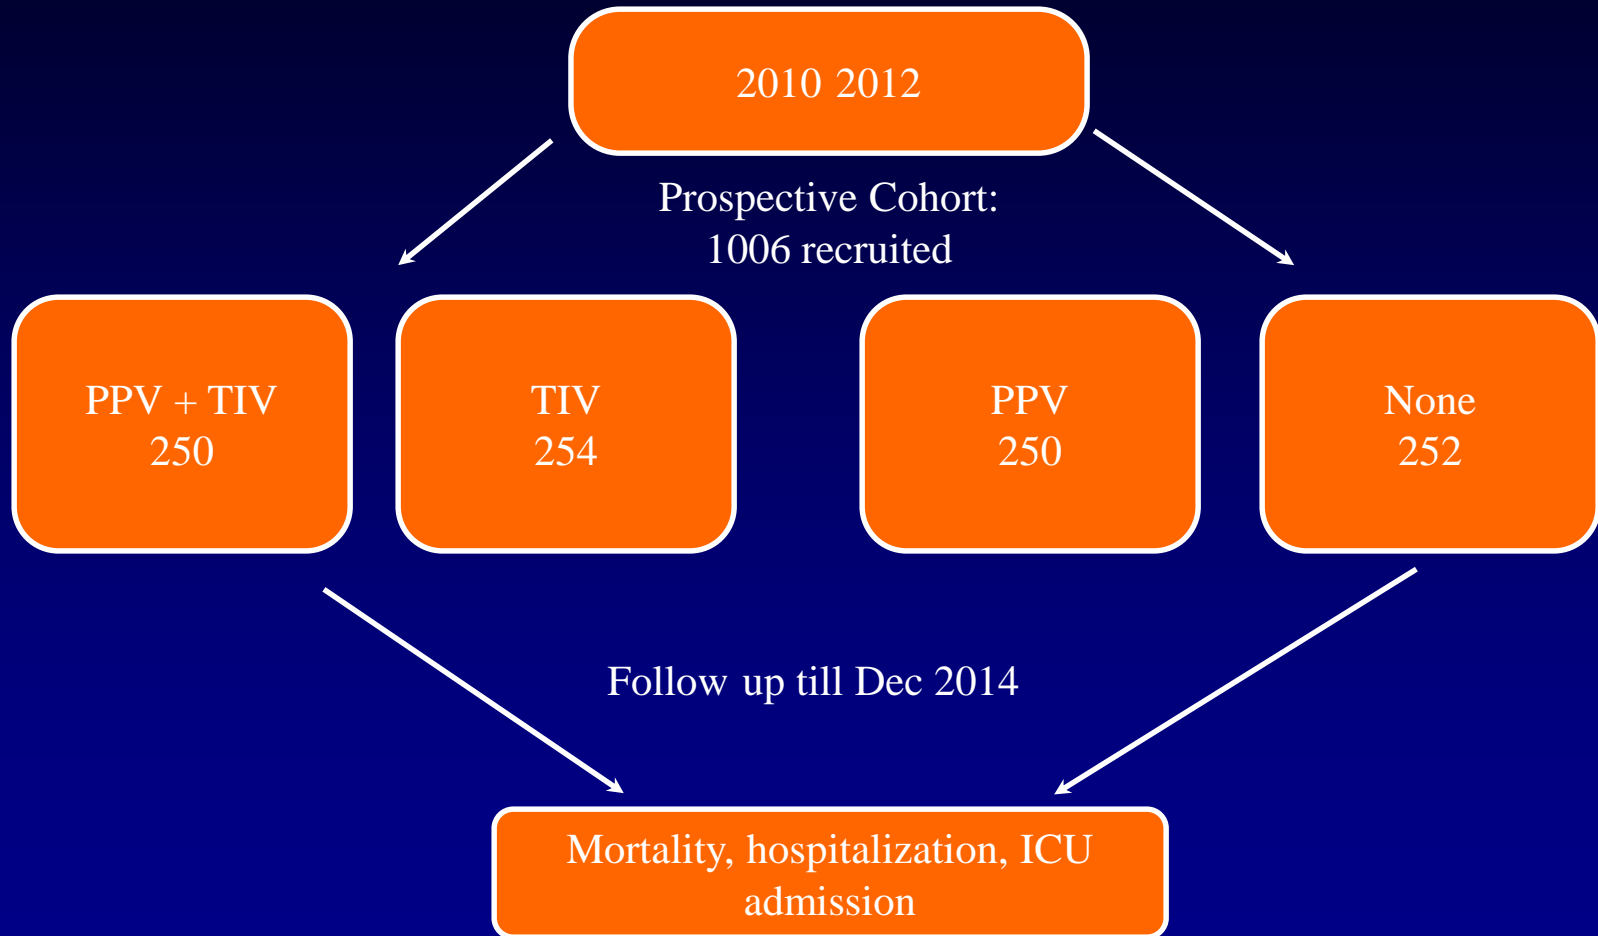 2010 2012
Prospective Cohort:
1006 recruited
PPV + TIV
250
TIV
254
PPV
250
None
252
Follow up till Dec 2014
Mortality, hospitalization, ICU
admission